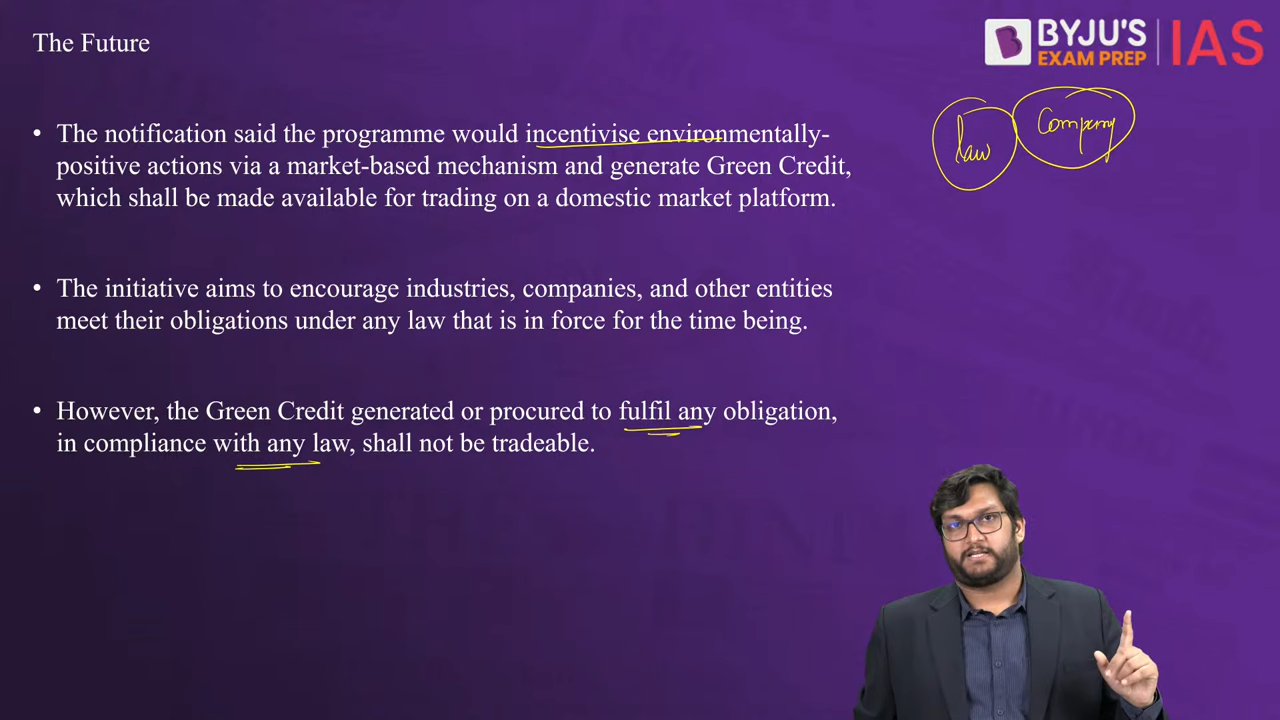 The Future
BYJU'S
EXAM PREP
IAS
law
Company
• The notification said the programme would incentivise environmentally-
positive actions via a market-based mechanism and generate Green Credit,
which shall be made available for trading on a domestic market platform.
• The initiative aims to encourage industries, companies, and other entities
meet their obligations under any law that is in force for the time being.
• However, the Green Credit generated or procured to fulfil any obligation,
in compliance with any law, shall not be tradeable.